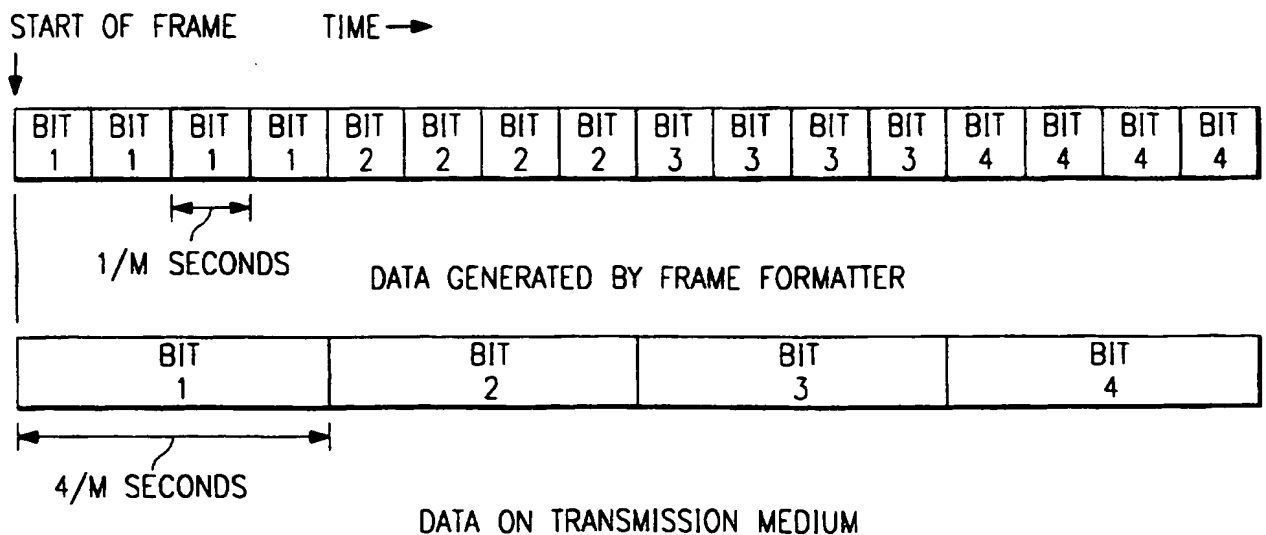 START OF FRAME TIME
BIT BIT BIT BIT BIT BIT BIT BIT BIT BIT BIT BIT BIT BIT BIT BIT
1 1 1 1 2 2 2 2 3 3 3 3 4 4 4 4
1/M SECONDS
DATA GENERATED BY FRAME FORMATTER
BIT BIT BIT BIT
1 2 3 4
4/M SECONDS
DATA ON TRANSMISSION MEDIUM